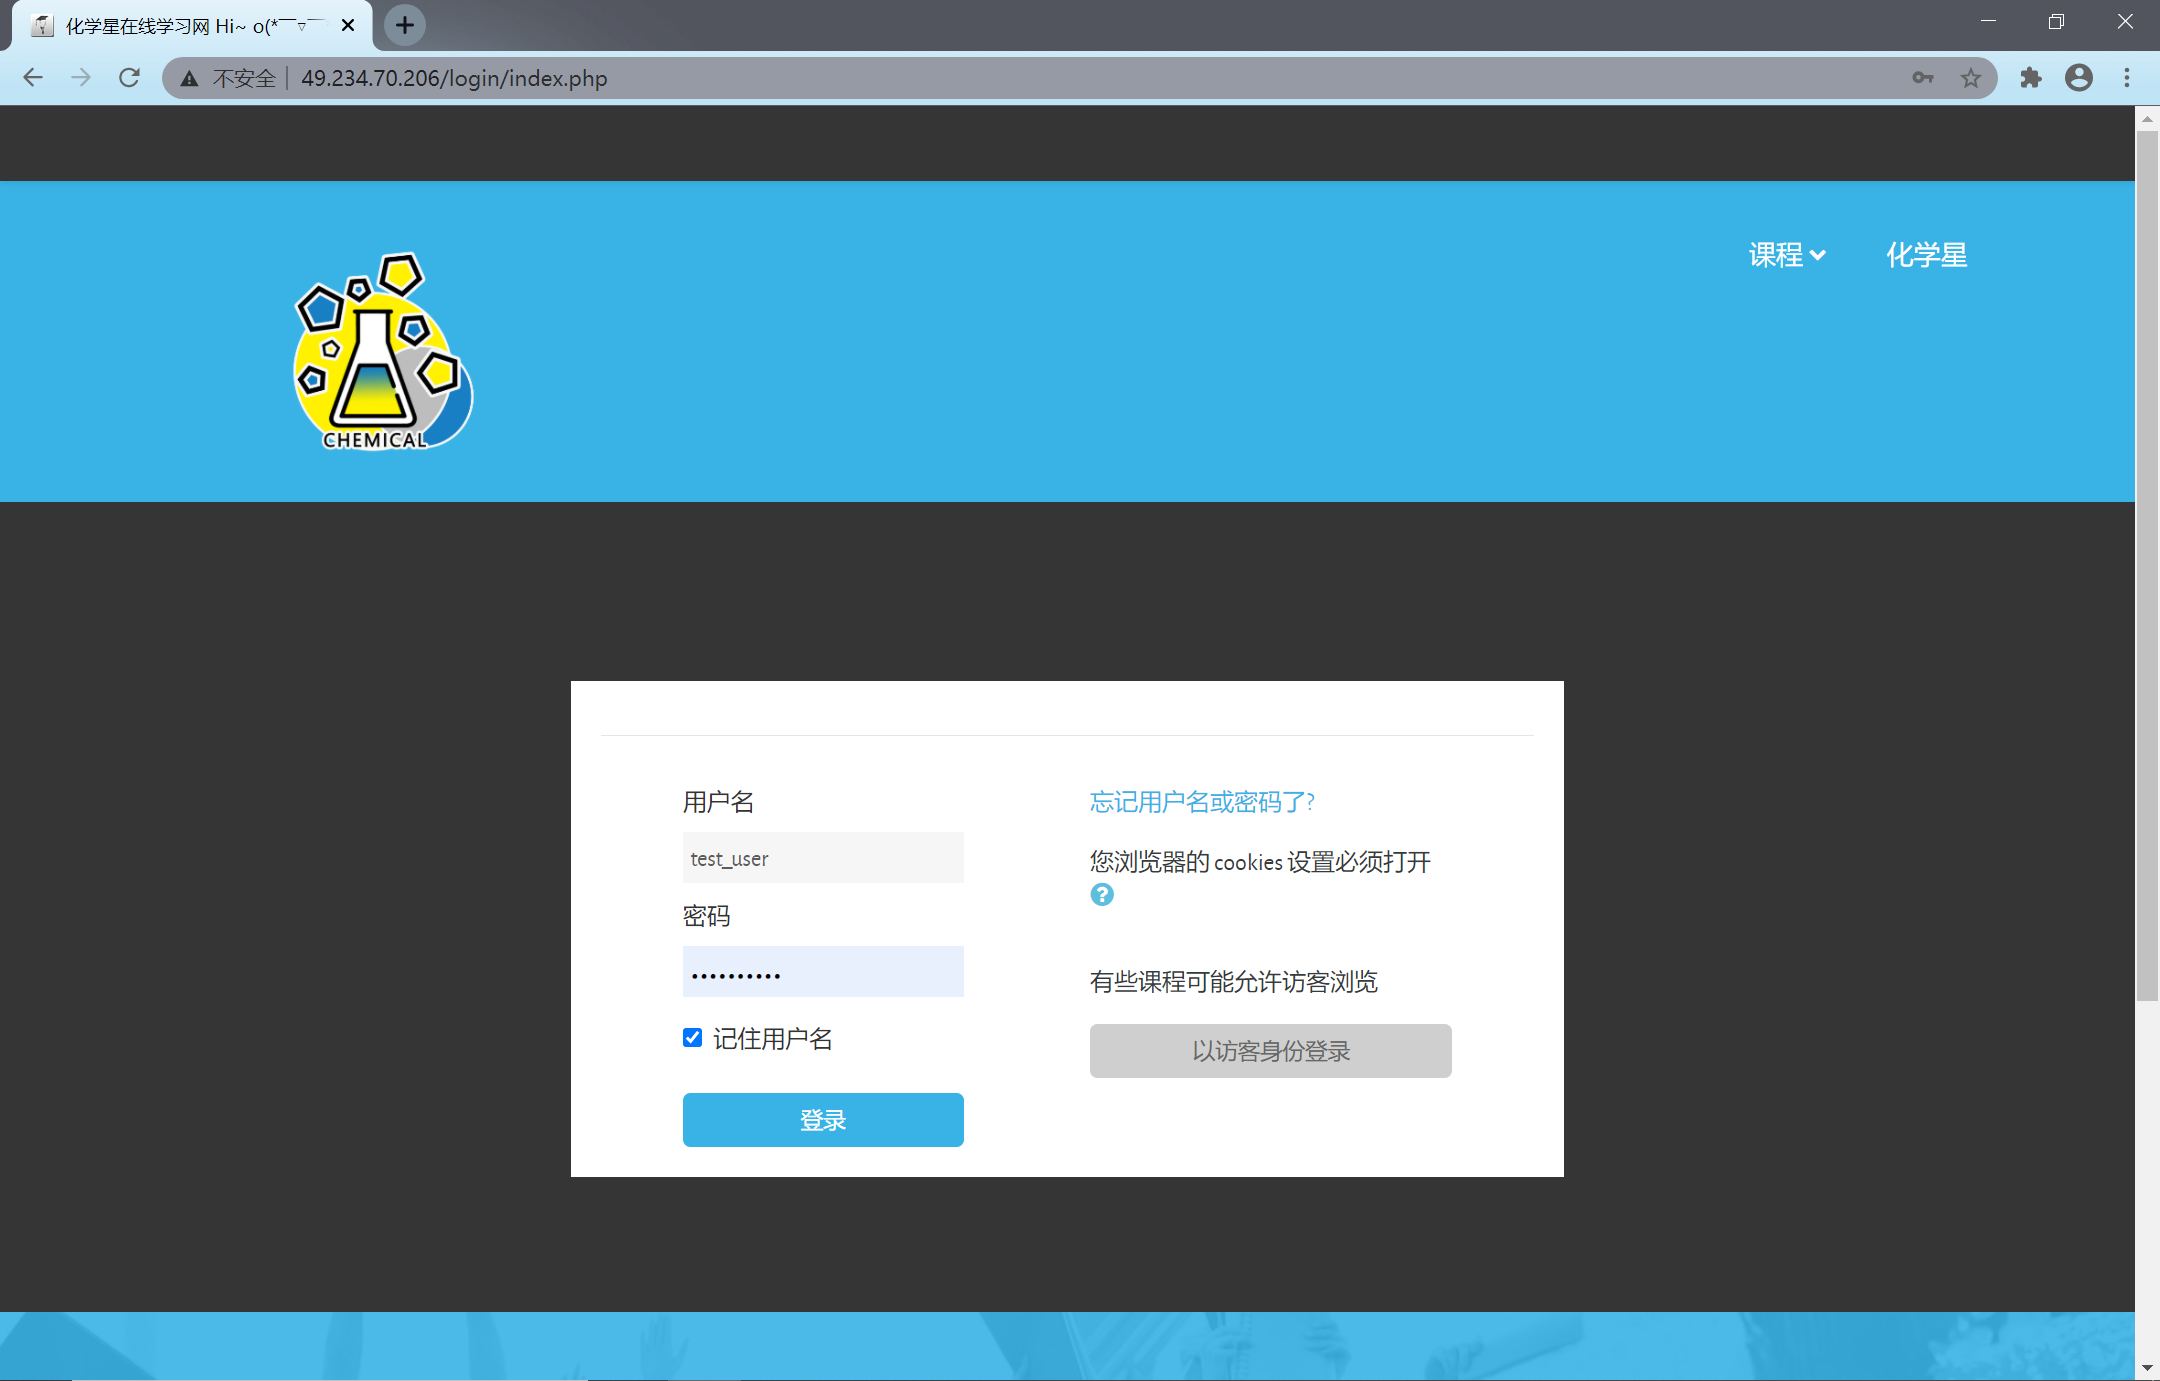 化学星在线学习网 Hi~ o(*￣▽￣
不安全 49.234.70.206/login/index.php
课程 化学星
CHEMICAL
用户名
test_user
密码
••••••••••
记住用户名
登录
忘记用户名或密码了?
您浏览器的 cookies 设置必须打开
有些课程可能允许访客浏览
以访客身份登录